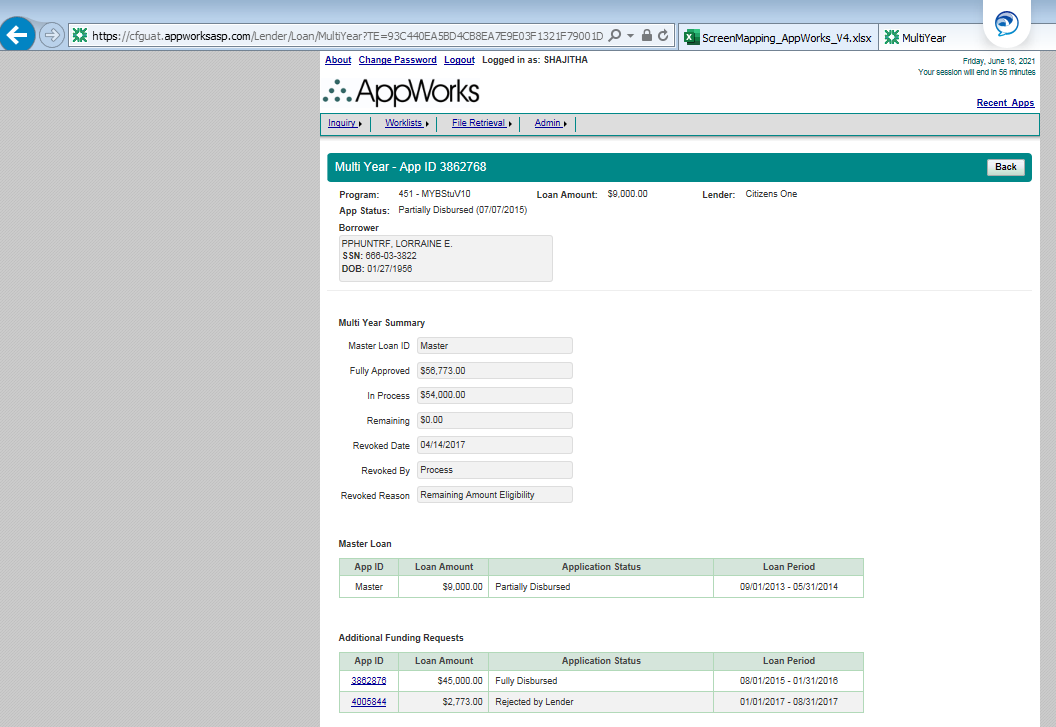 https://cfguat.appworksasp.com/Lender/Loan/MultiYear?TE=93C440EA5BD4CB8EA7E9E03F1321F79001D
ScreenMapping_AppWorks_V4.xlsx
MultiYear
About Change Password Logout Logged in as: SHAJITHA
Friday, June 18, 2021
Your session will end in 56 minutes
AppWorks
Recent Apps
Inquiry Worklists File Retrieval Admin
Multi Year - App ID 3862768 Back
Program: 451 - MYBStuV10 Loan Amount: $9,000.00 Lender: Citizens One
App Status: Partially Disbursed (07/07/2015)
Borrower
PPHUNTRF, LORRAINE E.
SSN: 666-03-3822
DOB: 01/27/1956
Multi Year Summary
Master Loan ID Master
Fully Approved $56,773.00
In Process $54,000.00
Remaining $0.00
Revoked Date 04/14/2017
Revoked By Process
Revoked Reason Remaining Amount Eligibility
Master Loan
App ID Loan Amount Application Status Loan Period
Master $9,000.00 Partially Disbursed 09/01/2013 - 05/31/2014
Additional Funding Requests
App ID Loan Amount Application Status Loan Period
3862876 $45,000.00 Fully Disbursed 08/01/2015 - 01/31/2016
4005844 $2,773.00 Rejected by Lender 01/01/2017 - 08/31/2017